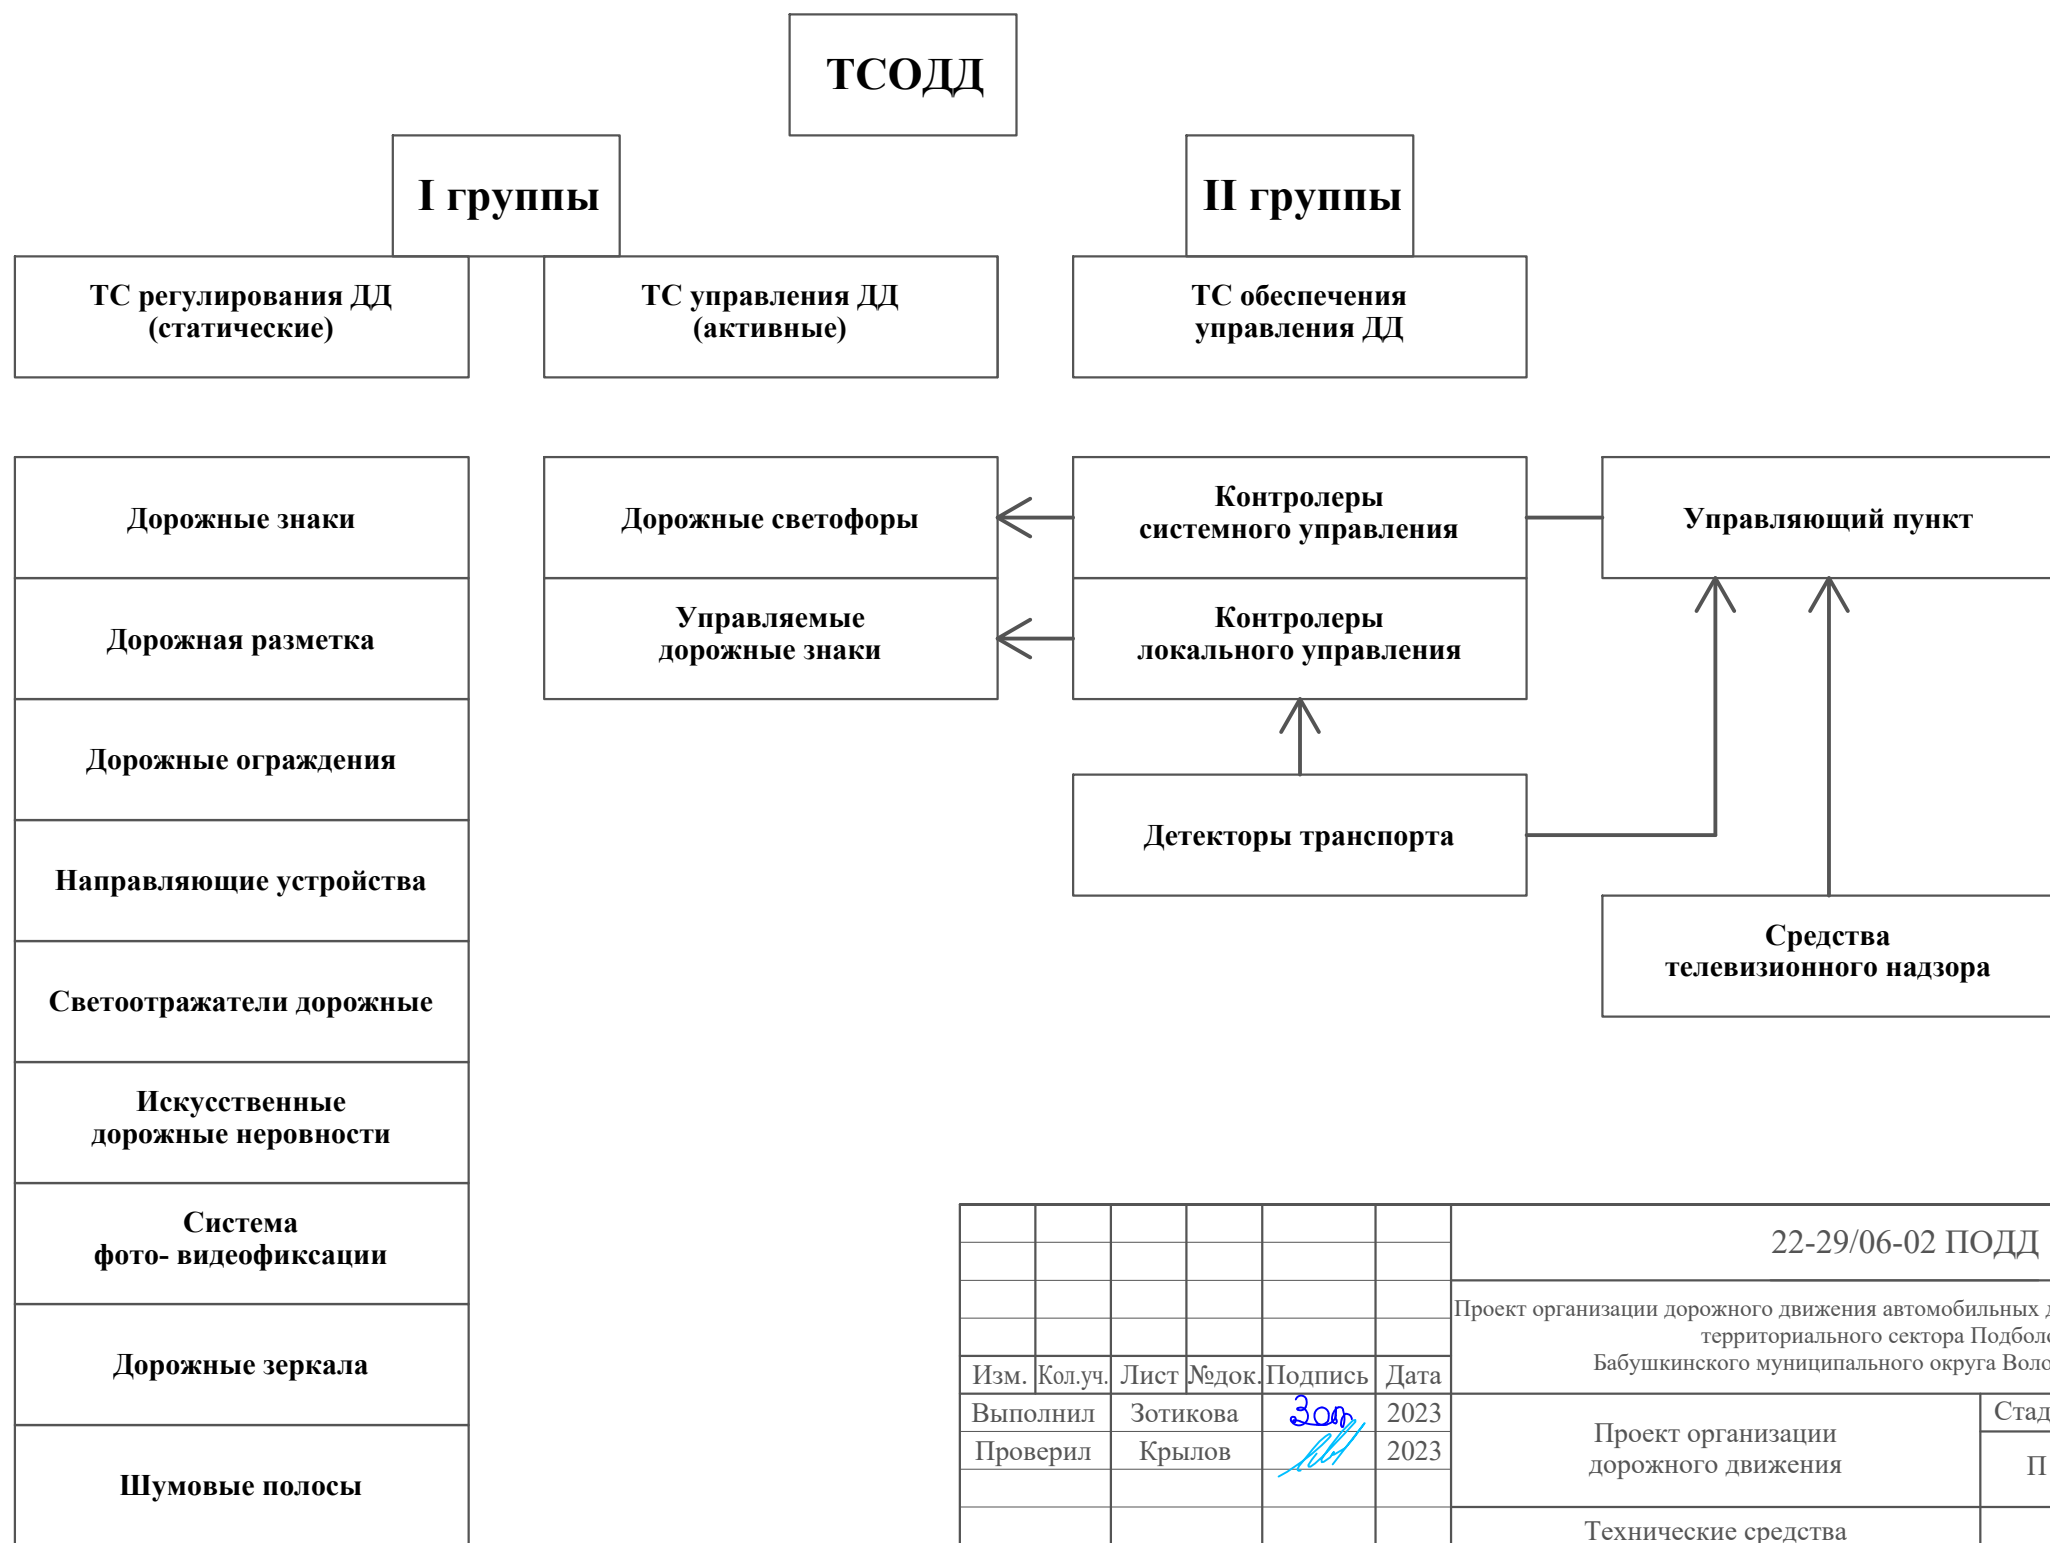 ТСОДД
I группы
II группы
ТС регулирования ДД
(статические)
ТС управления ДД
(активные)
ТС обеспечения
управления ДД
Дорожные знаки
Дорожные светофоры
Контролеры
системного управления
Управляющий пункт
Дорожная разметка
Управляемые
дорожные знаки
Контролеры
локального управления
Дорожные ограждения
Детекторы транспорта
Направляющие устройства
Средства
телевизионного надзора
Светоотражатели дорожные
Искусственные
дорожные неровности
Система
фото- видеофиксации
Дорожные зеркала
Шумовые полосы
22-29/06-02 ПОДД
Проект организации дорожного движения автомобильных
территориального сектора
Бабушкинского муниципального округа
Изм. Кол.уч. Лист №док. Подпись Дата
Выполнил Зотикова 2023
Проверил Крылов 2023
Проект организации
дорожного движения
П
Технические средства